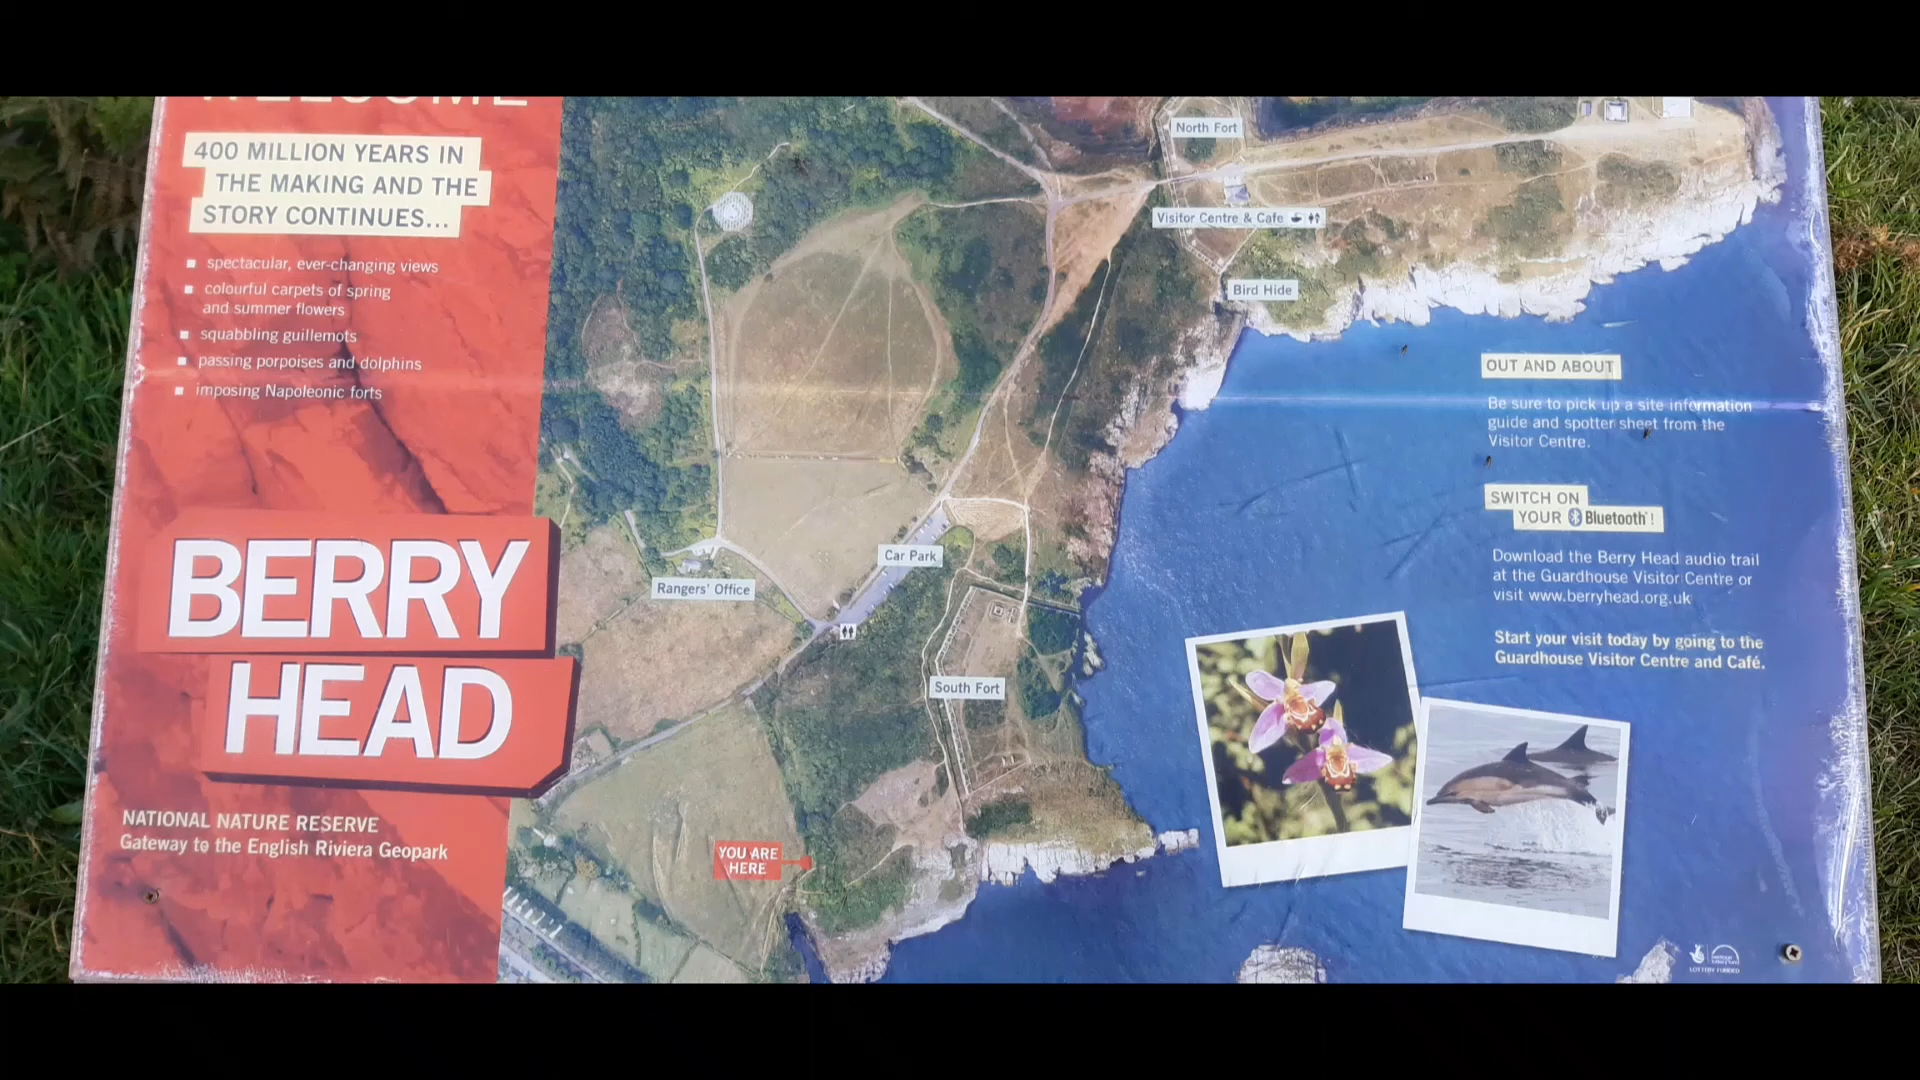 WELCOME
400 MILLION YEARS IN
THE MAKING AND THE
STORY CONTINUES...
spectacular, ever-changing views
colourful carpets of spring
and summer flowers
squabbling guillemots
passing porpoises and dolphins
imposing Napoleonic forts
BERRY
HEAD
NATIONAL NATURE RESERVE
Gateway to the English Riviera Geopark
North Fort
Visitor Centre & Cafe
Bird Hide
Car Park
Rangers' Office
South Fort
YOU ARE
HERE
OUT AND ABOUT
Be sure to pick up a site information
guide and spotter sheet from the
Visitor Centre.
SWITCH ON
YOUR Bluetooth!
Download the Berry Head audio trail
at the Guardhouse Visitor Centre or
visit www.berryhead.org.uk
Start your visit today by going to the
Guardhouse Visitor Centre and Café.
LOTTERY FUNDED